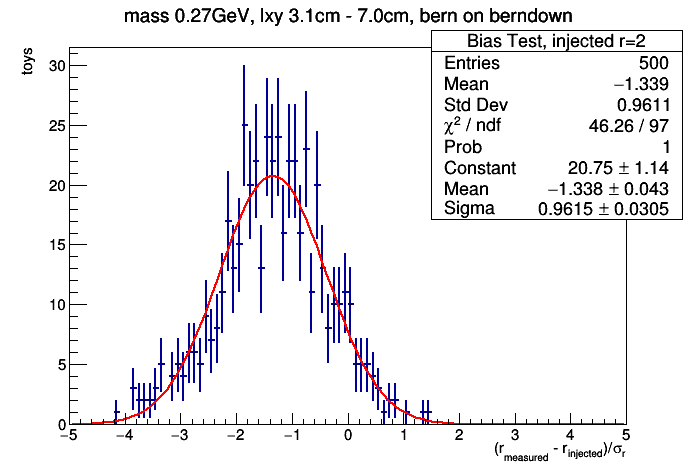 mass 0.27GeV, lxy 3.1cm - 7.0cm, bern on berndown
Bias Test, injected r=2
Entries 500
Mean −1.339
Std Dev 0.9611
χ² / ndf 46.26 / 97
Prob 1
Constant 20.75 ± 1.14
Mean −1.338 ± 0.043
Sigma 0.9615 ± 0.0305
toys
30
25
20
15
10
5
0
−5 −4 −3 −2 −1 0 1 2 3 4 5
(r_measured - r_injected)/σ_r